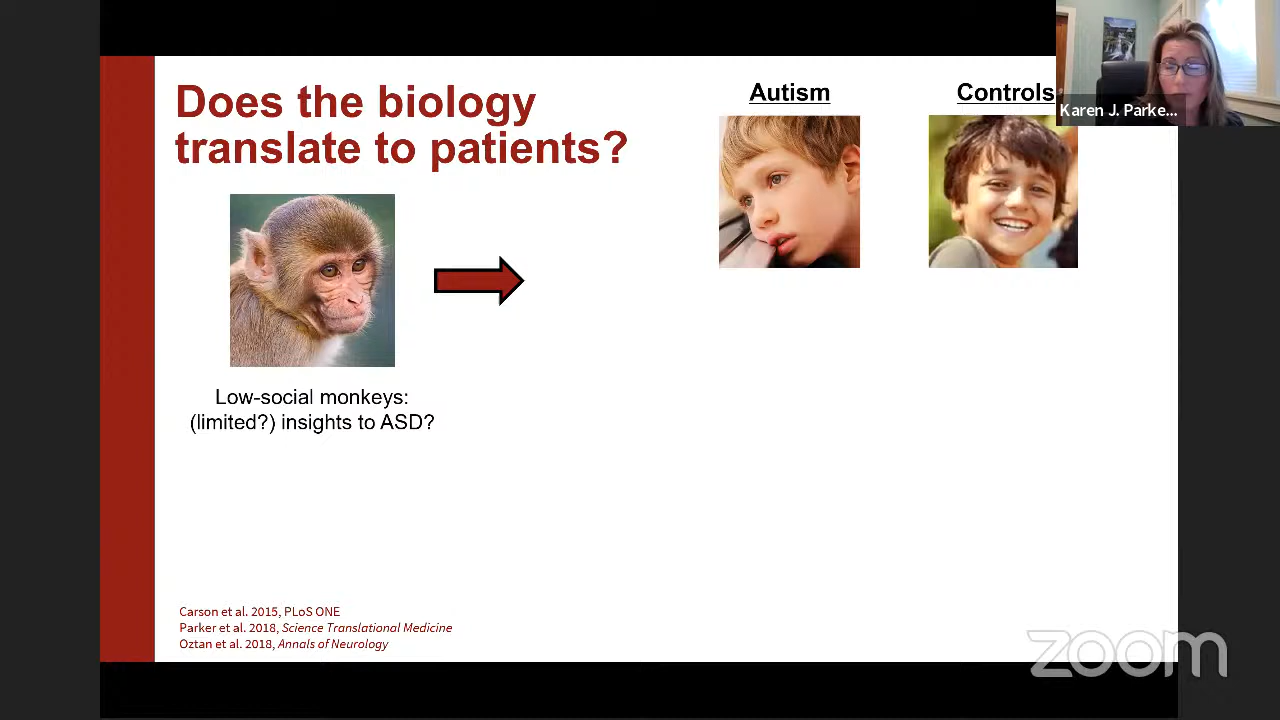 Does the biology
translate to patients?
Autism
Controls
Karen J. Parke...
Low-social monkeys:
(limited?) insights to ASD?
Carson et al. 2015, PLoS ONE
Parker et al. 2018, Science Translational Medicine
Oztan et al. 2018, Annals of Neurology
zoom